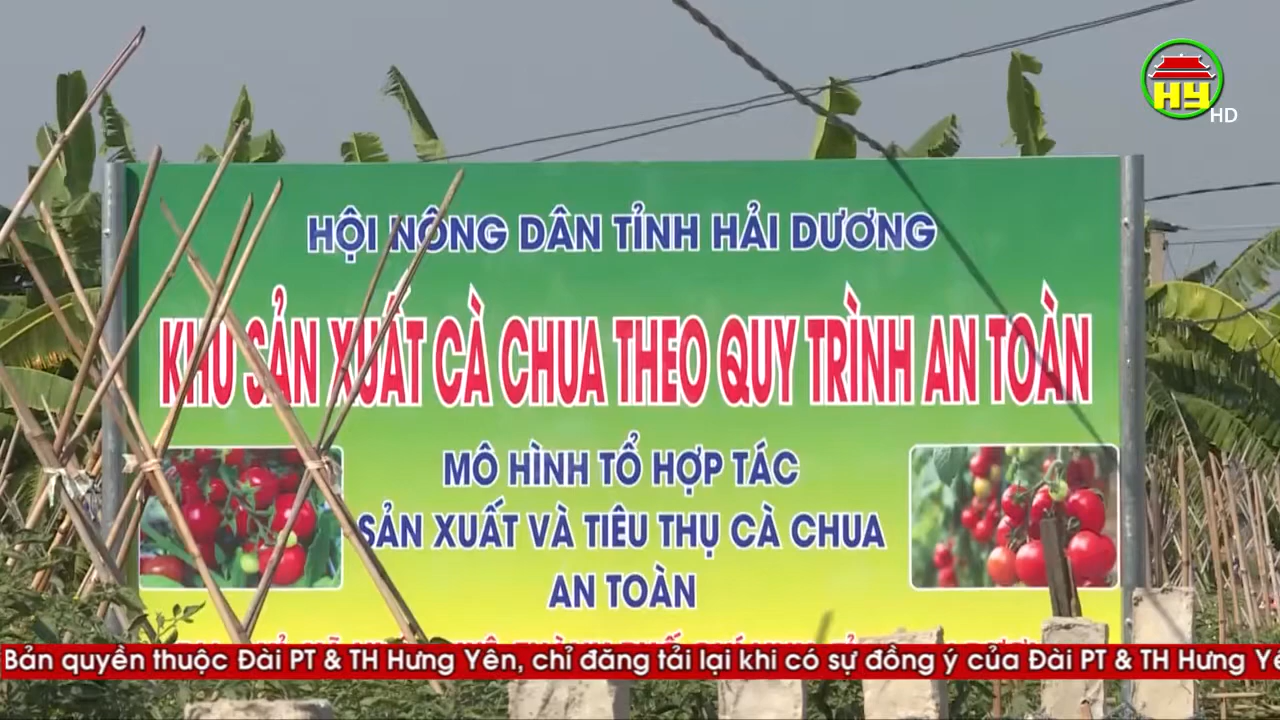 HY
HD
HỘI NÔNG DÂN TỈNH HẢI DƯƠNG
KHU SẢN XUẤT CÀ CHUA THEO QUY TRÌNH AN TOÀN
MÔ HÌNH TỔ HỢP TÁC
SẢN XUẤT VÀ TIÊU THỤ CÀ CHUA
AN TOÀN
Bản quyền thuộc Đài PT & TH Hưng Yên, chỉ đăng tải lại khi có sự đồng ý của Đài PT & TH Hưng Yê